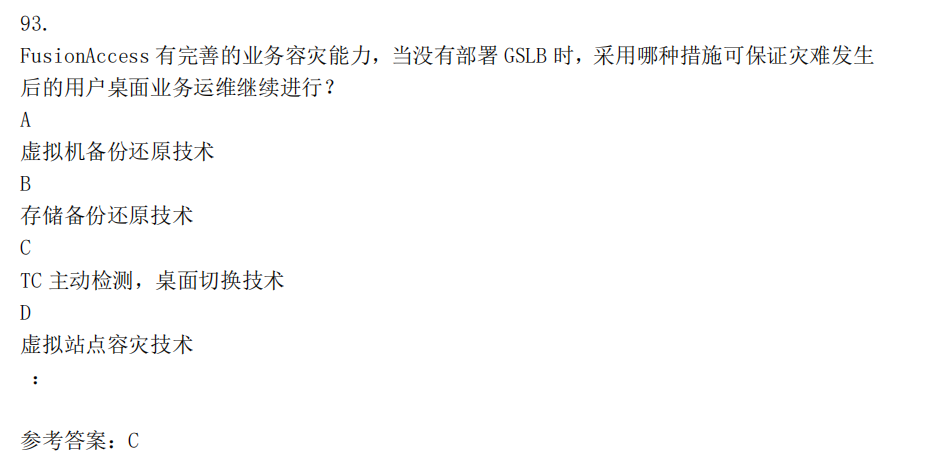 93.
FusionAccess 有完善的业务容灾能力，当没有部署 GSLB 时，采用哪种措施可保证灾难发生
后的用户桌面业务运维继续进行？
A
虚拟机备份还原技术
B
存储备份还原技术
C
TC 主动检测，桌面切换技术
D
虚拟站点容灾技术
：
参考答案：C